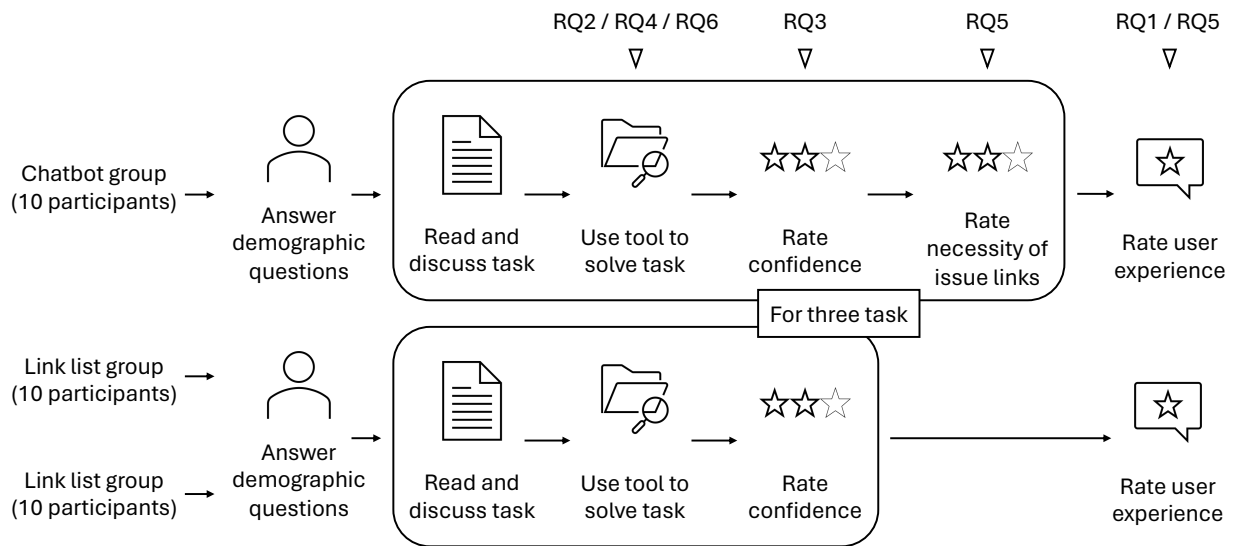 RQ2 / RQ4 / RQ6
RQ3
RQ5
RQ1 / RQ5
Chatbot group
(10 participants)
Answer
demographic
questions
Read and
discuss task
Use tool to
solve task
Rate
confidence
Rate
necessity of
issue links
Rate user
experience
For three task
Link list group
(10 participants)
Link list group
(10 participants)
Answer
demographic
questions
Read and
discuss task
Use tool to
solve task
Rate
confidence
Rate user
experience